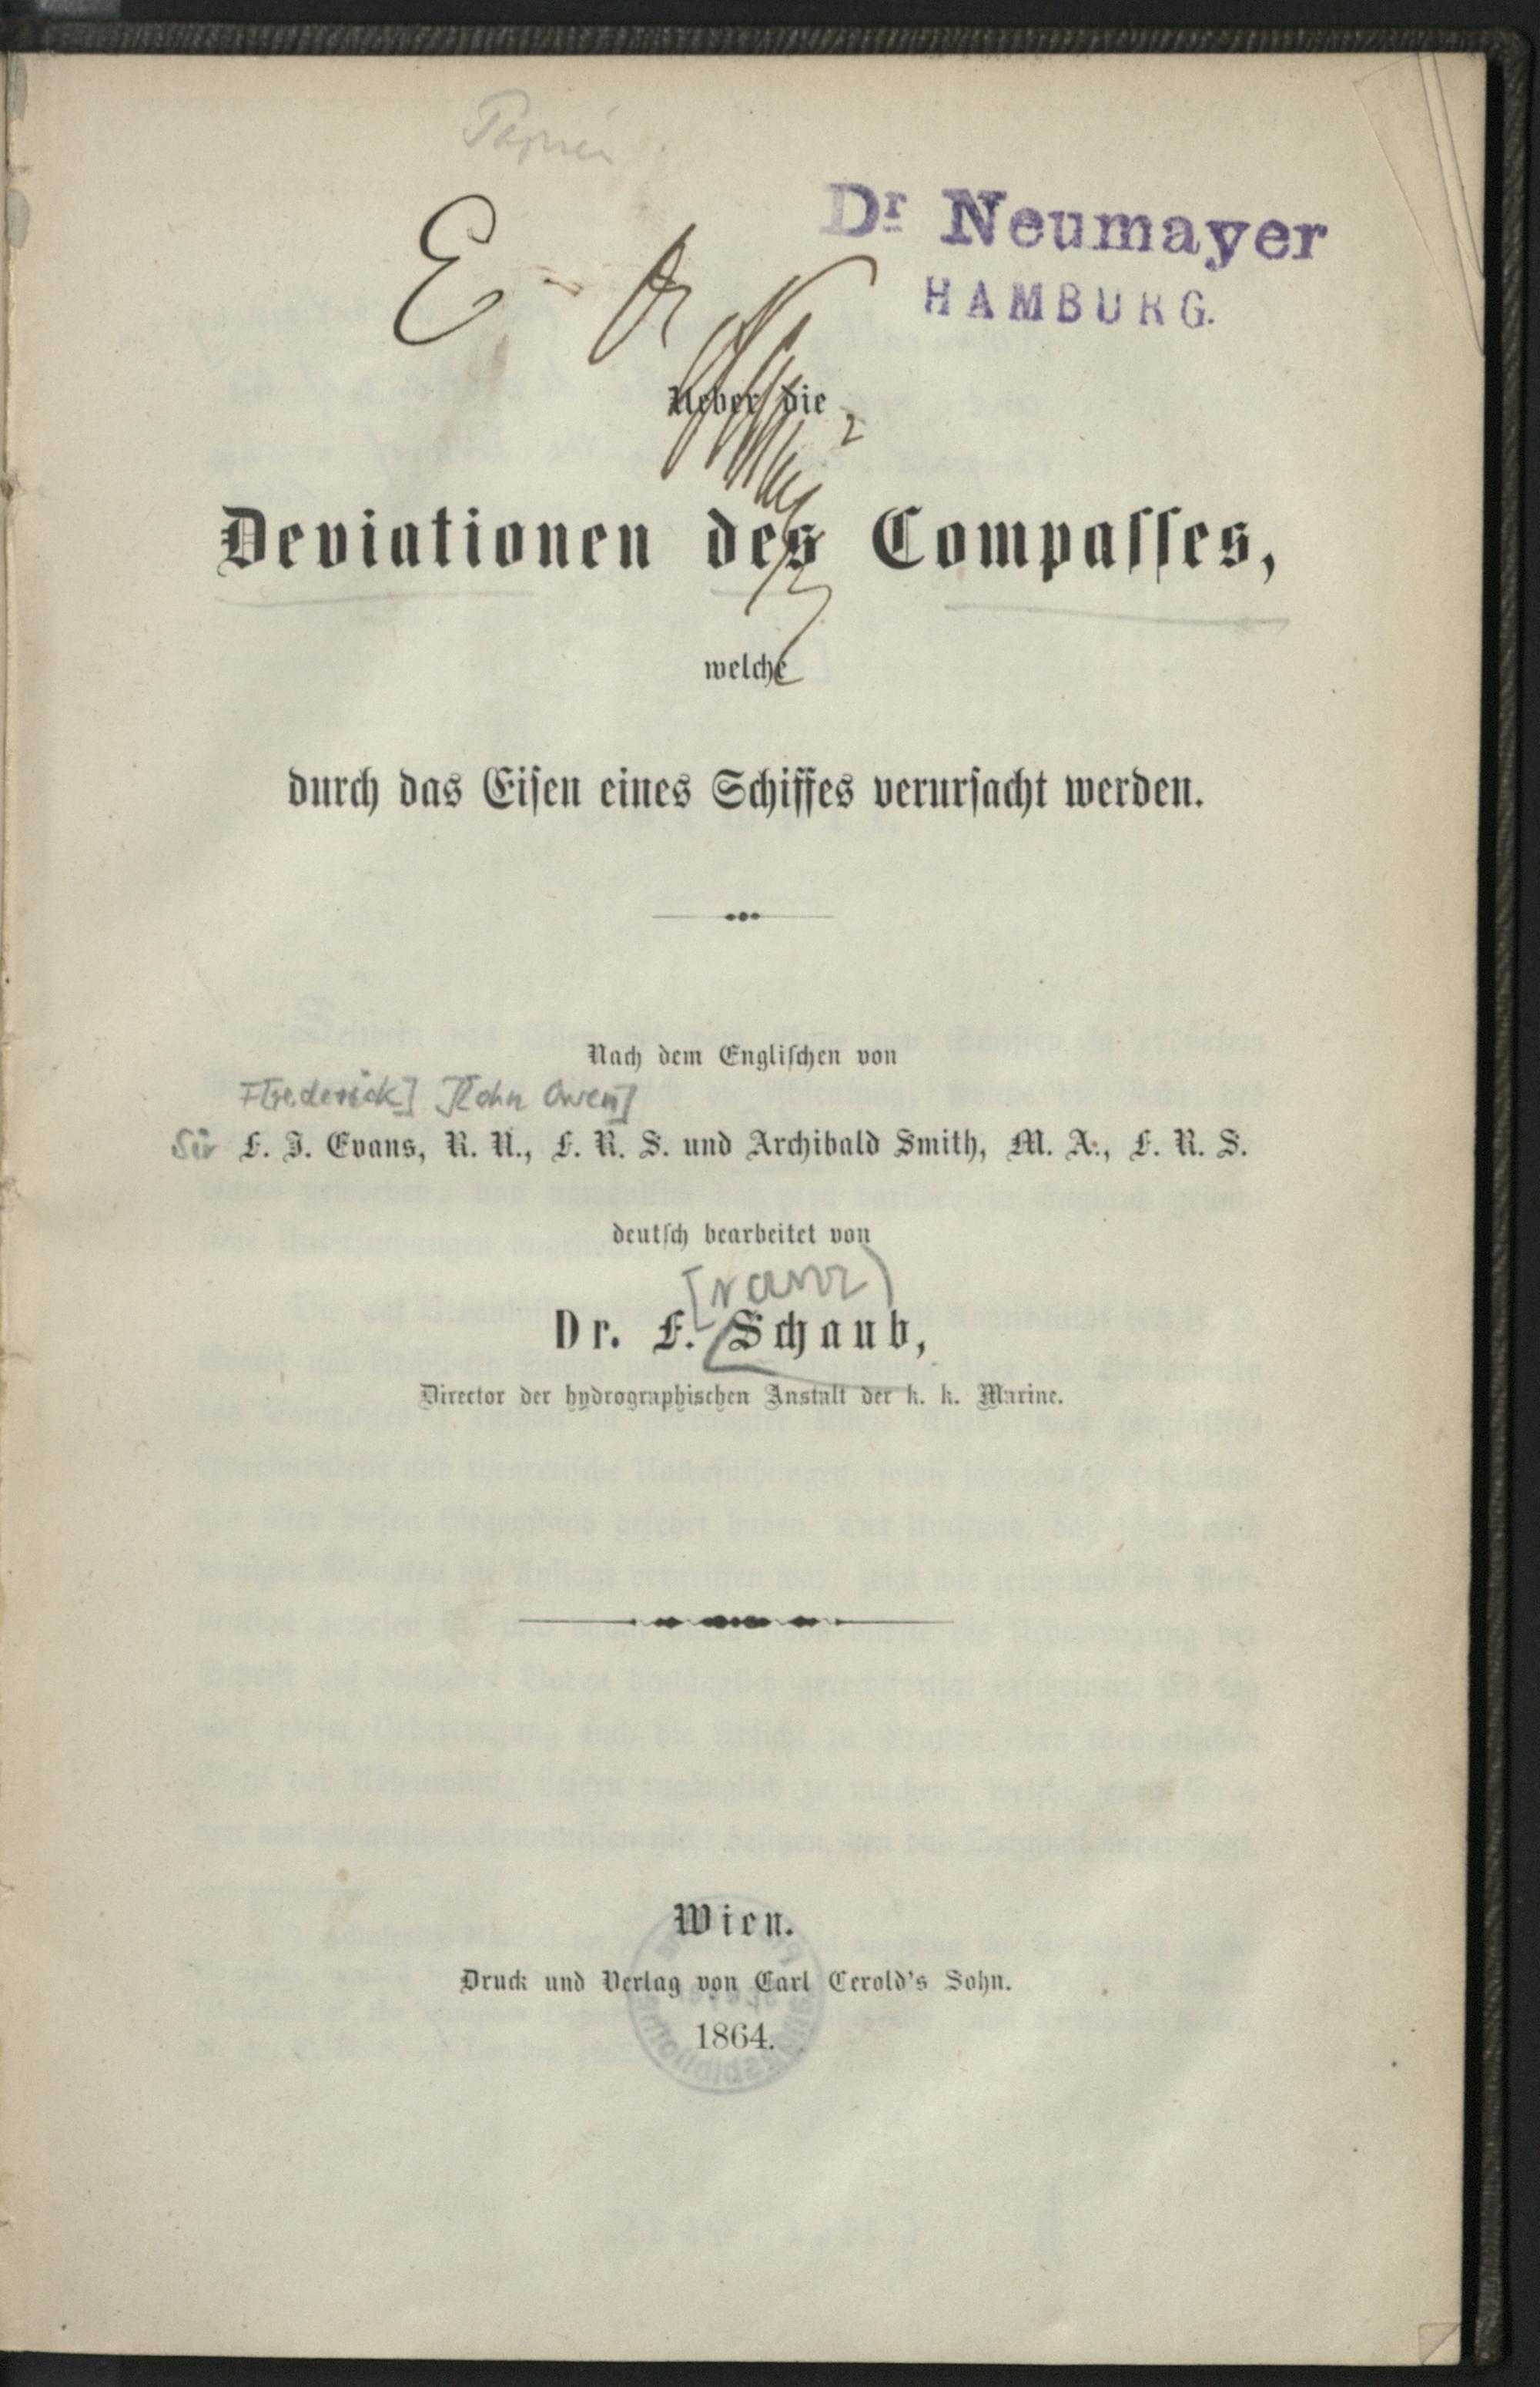 Dr Neumayer
HAMBURG.
Ueber die
Deviationen des Compaſſes,
welche
durch das Eiſen eines Schiffes verurſacht werden.
Nach dem Engliſchen von
F[rederick] J[ohn Owen]
Sir F. J. Evans, R. N., F. R. S. und Archibald Smith, M. A., F. R. S.
deutſch bearbeitet von
[ranz]
Dr. F. Schaub,
Director der hydrographischen Anstalt der k. k. Marine.
Wien.
Druck und Verlag von Carl Gerold's Sohn.
1864.